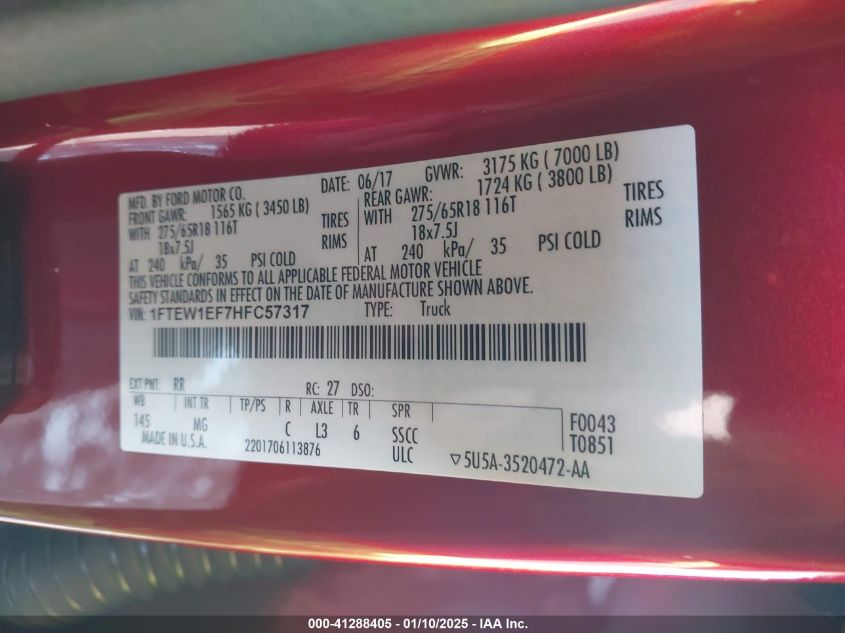 MFD. BY FORD MOTOR CO.
DATE: 06/17 GVWR: 3175 KG ( 7000 LB)
FRONT GAWR: 1565 KG ( 3450 LB) REAR GAWR: 1724 KG ( 3800 LB)
WITH 275/65R18 116T TIRES WITH 275/65R18 116T TIRES
18x7.5J RIMS 18x7.5J RIMS
AT 240 kPa/ 35 PSI COLD AT 240 kPa/ 35 PSI COLD
THIS VEHICLE CONFORMS TO ALL APPLICABLE FEDERAL MOTOR VEHICLE
SAFETY STANDARDS IN EFFECT ON THE DATE OF MANUFACTURE SHOWN ABOVE.
VIN: 1FTEW1EF7HFC57317 TYPE: Truck
EXT PNT: RR RC: 27 DSO:
WB INT TR TP/PS R AXLE TR SPR
145 MG C L3 6 SSCC F0043
MADE IN U.S.A. 2201706113876 ULC T0851
▽5U5A-3520472-AA
000-41288405 — 01/10/2025 — IAA Inc.